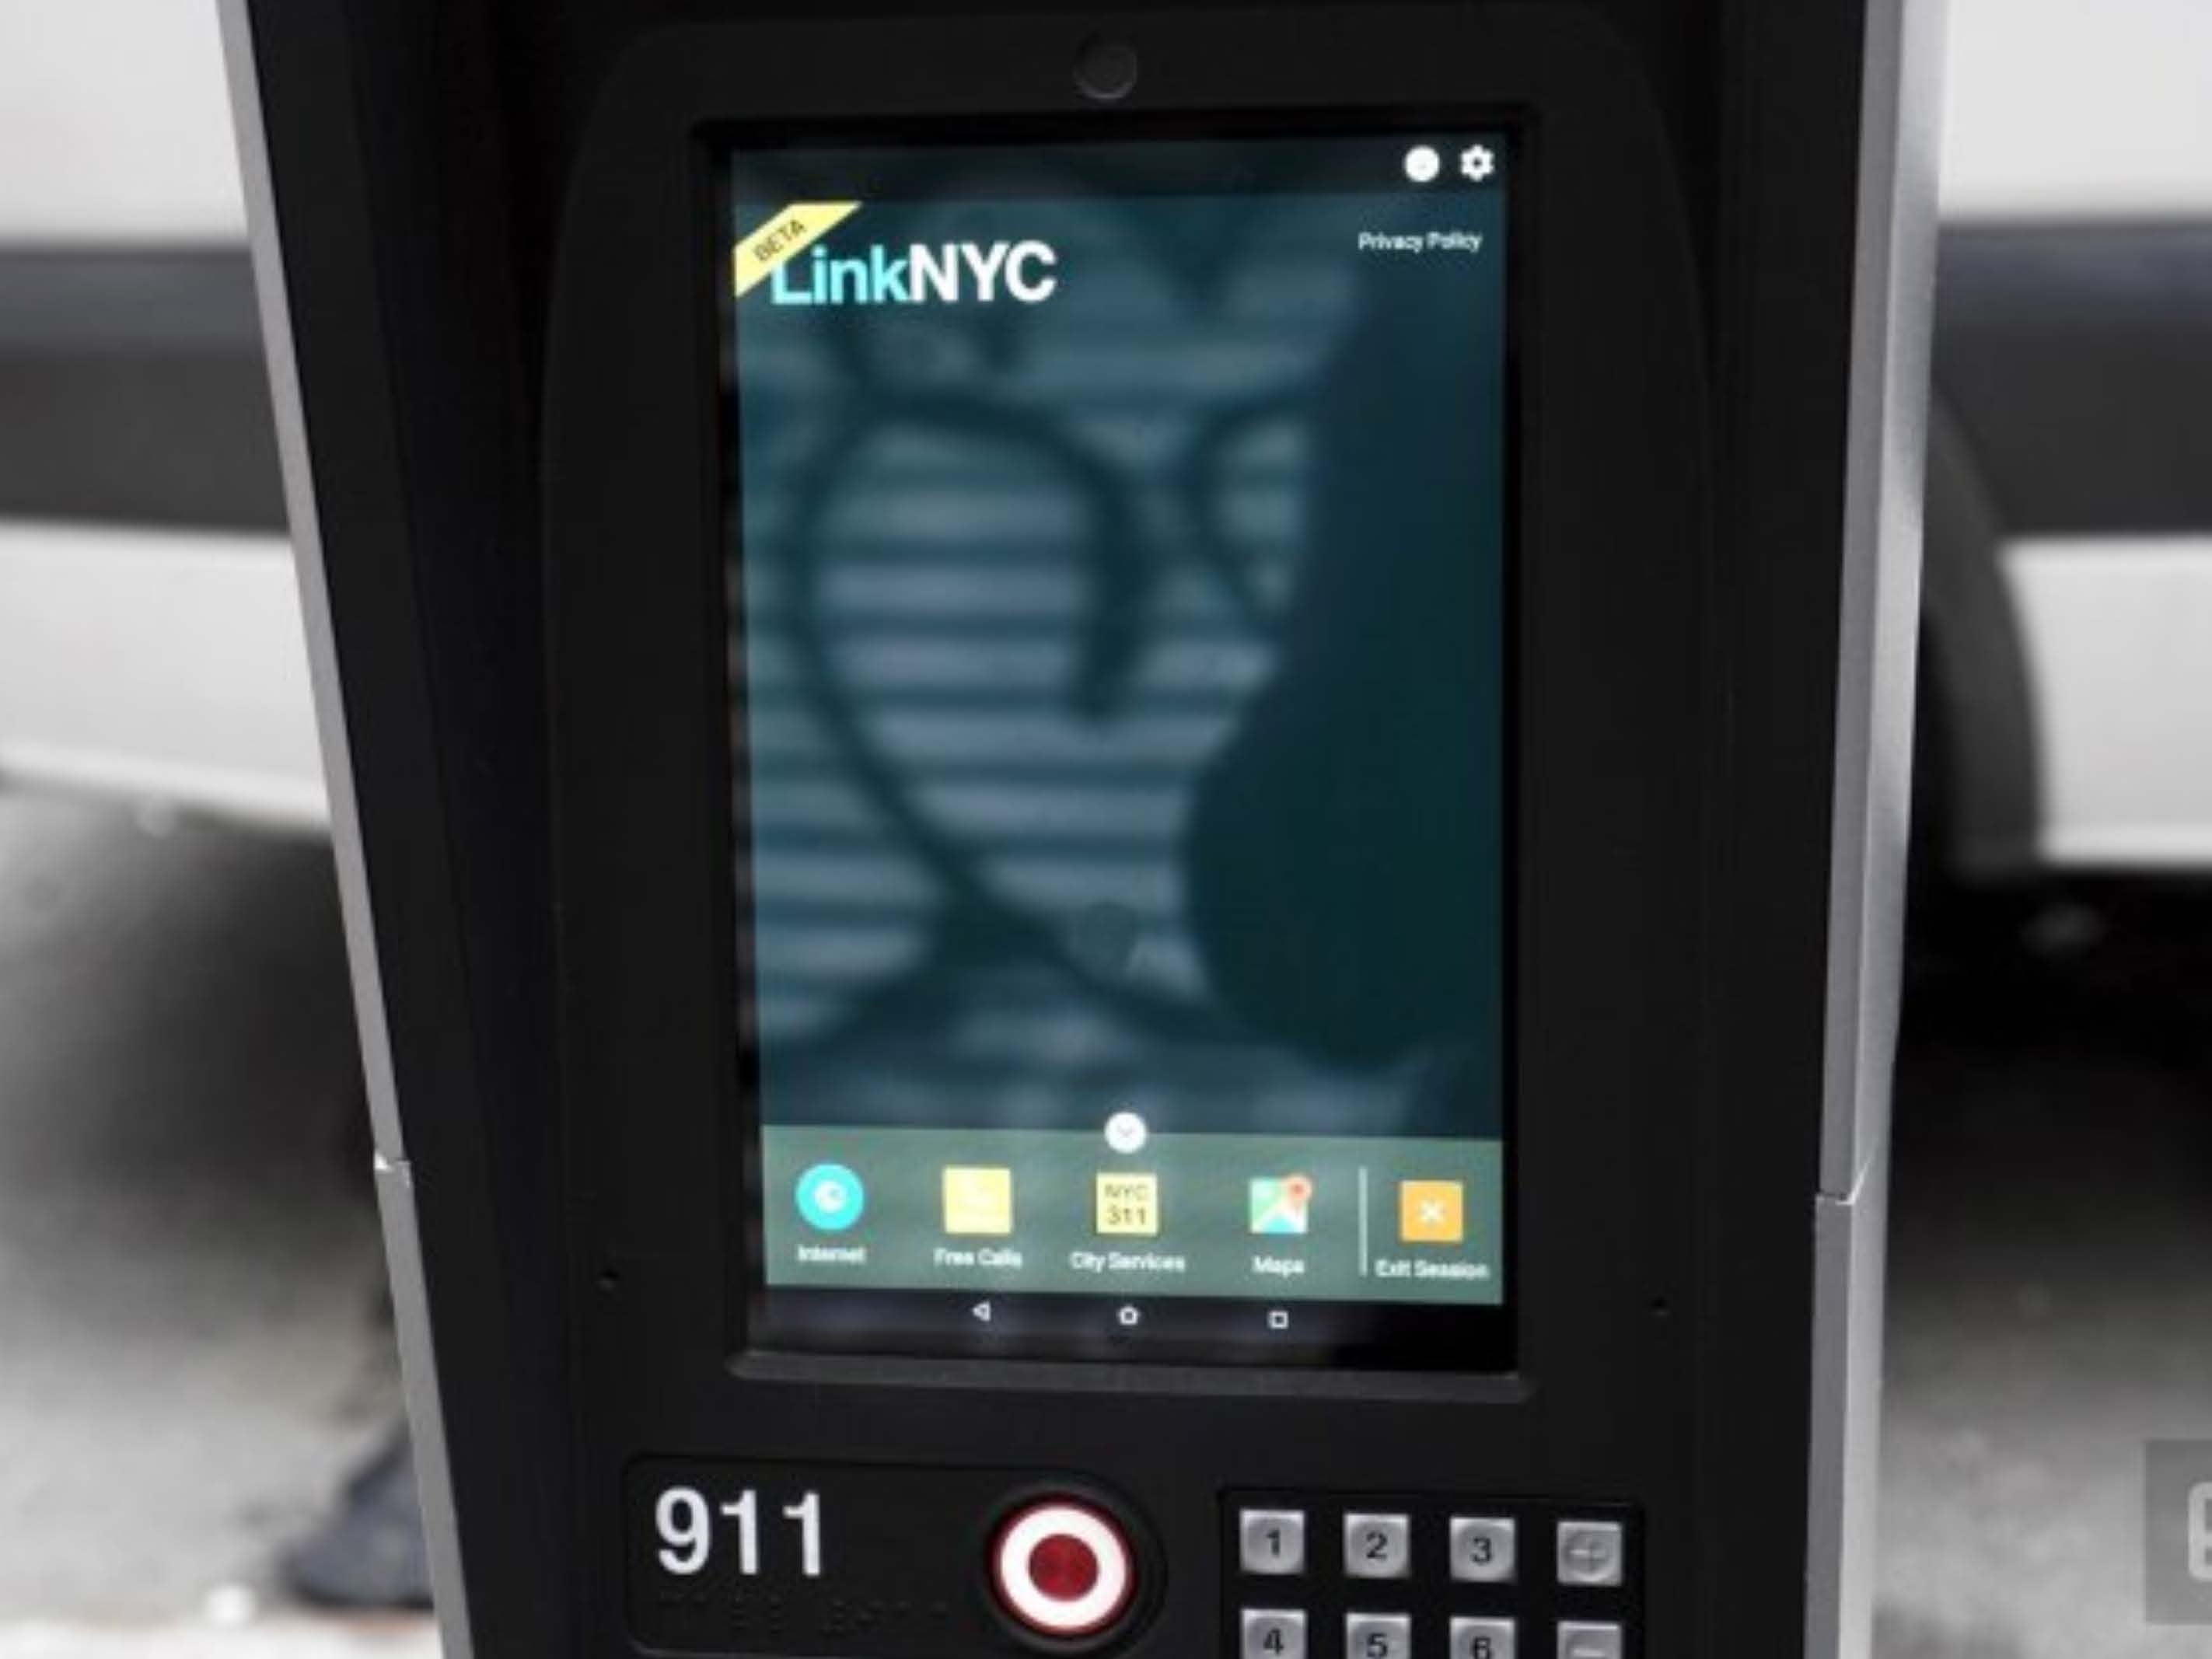 BETA
LinkNYC
Privacy Policy
NYC
311
Internet
Free Calls
City Services
Maps
Exit Session
911
1 2 3 +
4 5 6 -